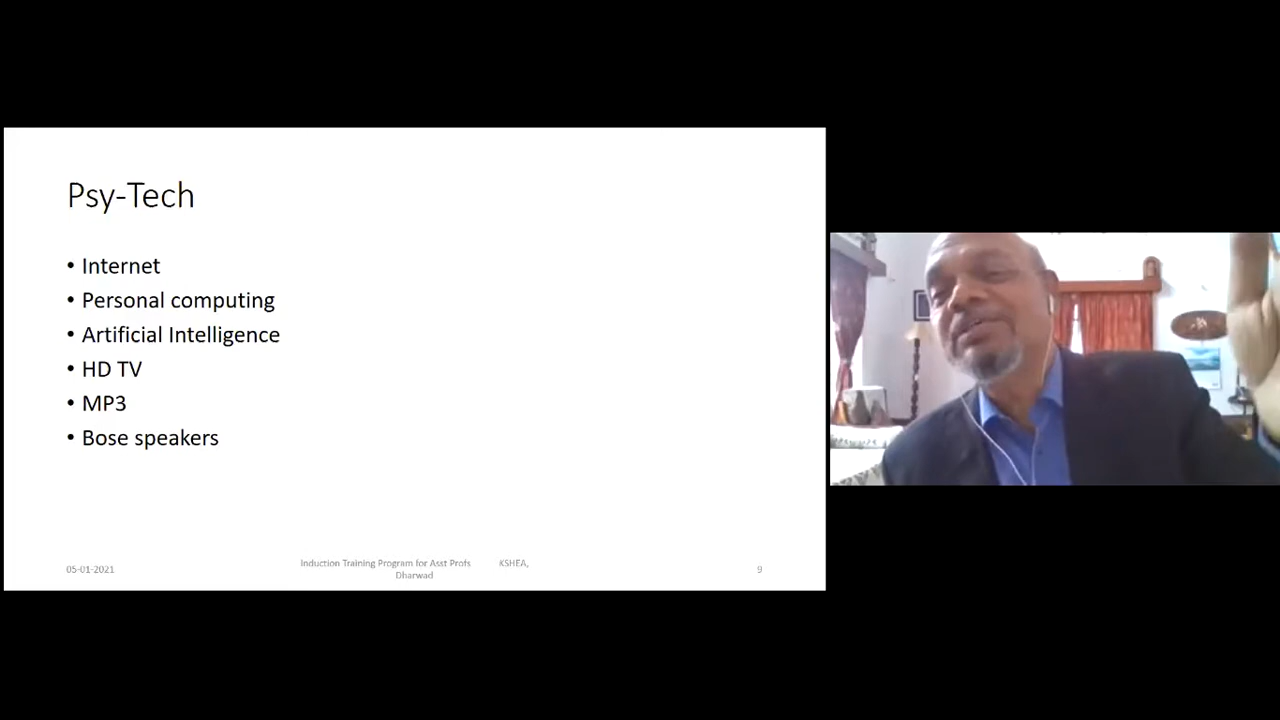 Psy-Tech
• Internet
• Personal computing
• Artificial Intelligence
• HD TV
• MP3
• Bose speakers
05-01-2021
Induction Training Program for Asst Profs KSHEA,
Dharwad
9